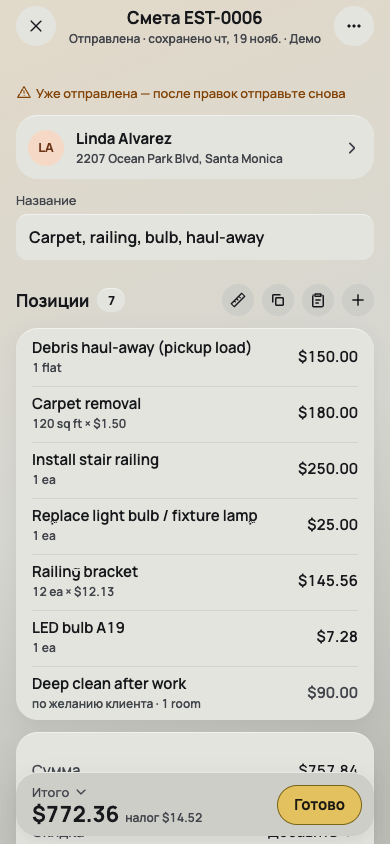 Смета EST-0006
Отправлена · сохранено чт, 19 нояб. · Демо
Уже отправлена — после правок отправьте снова
LA
Linda Alvarez
2207 Ocean Park Blvd, Santa Monica
Название
Carpet, railing, bulb, haul-away
Позиции 7
Debris haul-away (pickup load)
$150.00
1 flat
Carpet removal
$180.00
120 sq ft × $1.50
Install stair railing
$250.00
1 ea
Replace light bulb / fixture lamp
$25.00
1 ea
Railing bracket
$145.56
12 ea × $12.13
LED bulb A19
$7.28
1 ea
Deep clean after work
$90.00
по желанию клиента · 1 room
Сумма $757.84
Итого
$772.36 налог $14.52
Готово